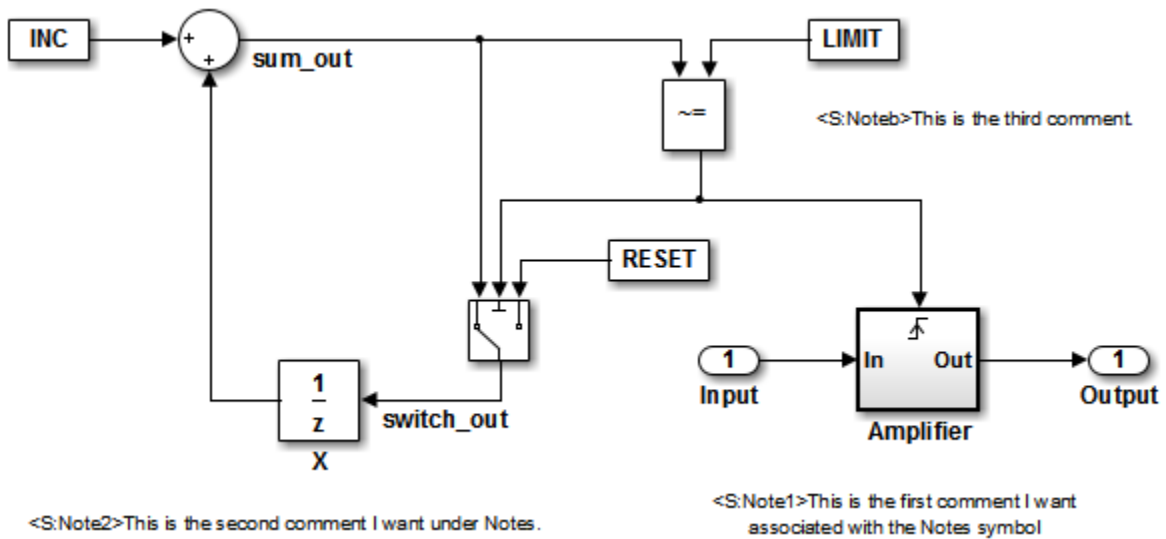 INC
+
+
sum_out
LIMIT
~=
<S:Noteb>This is the third comment.
RESET
1
z
X
switch_out
1
Input
In
Out
Amplifier
1
Output
<S:Note2>This is the second comment I want under Notes.
<S:Note1>This is the first comment I want
associated with the Notes symbol